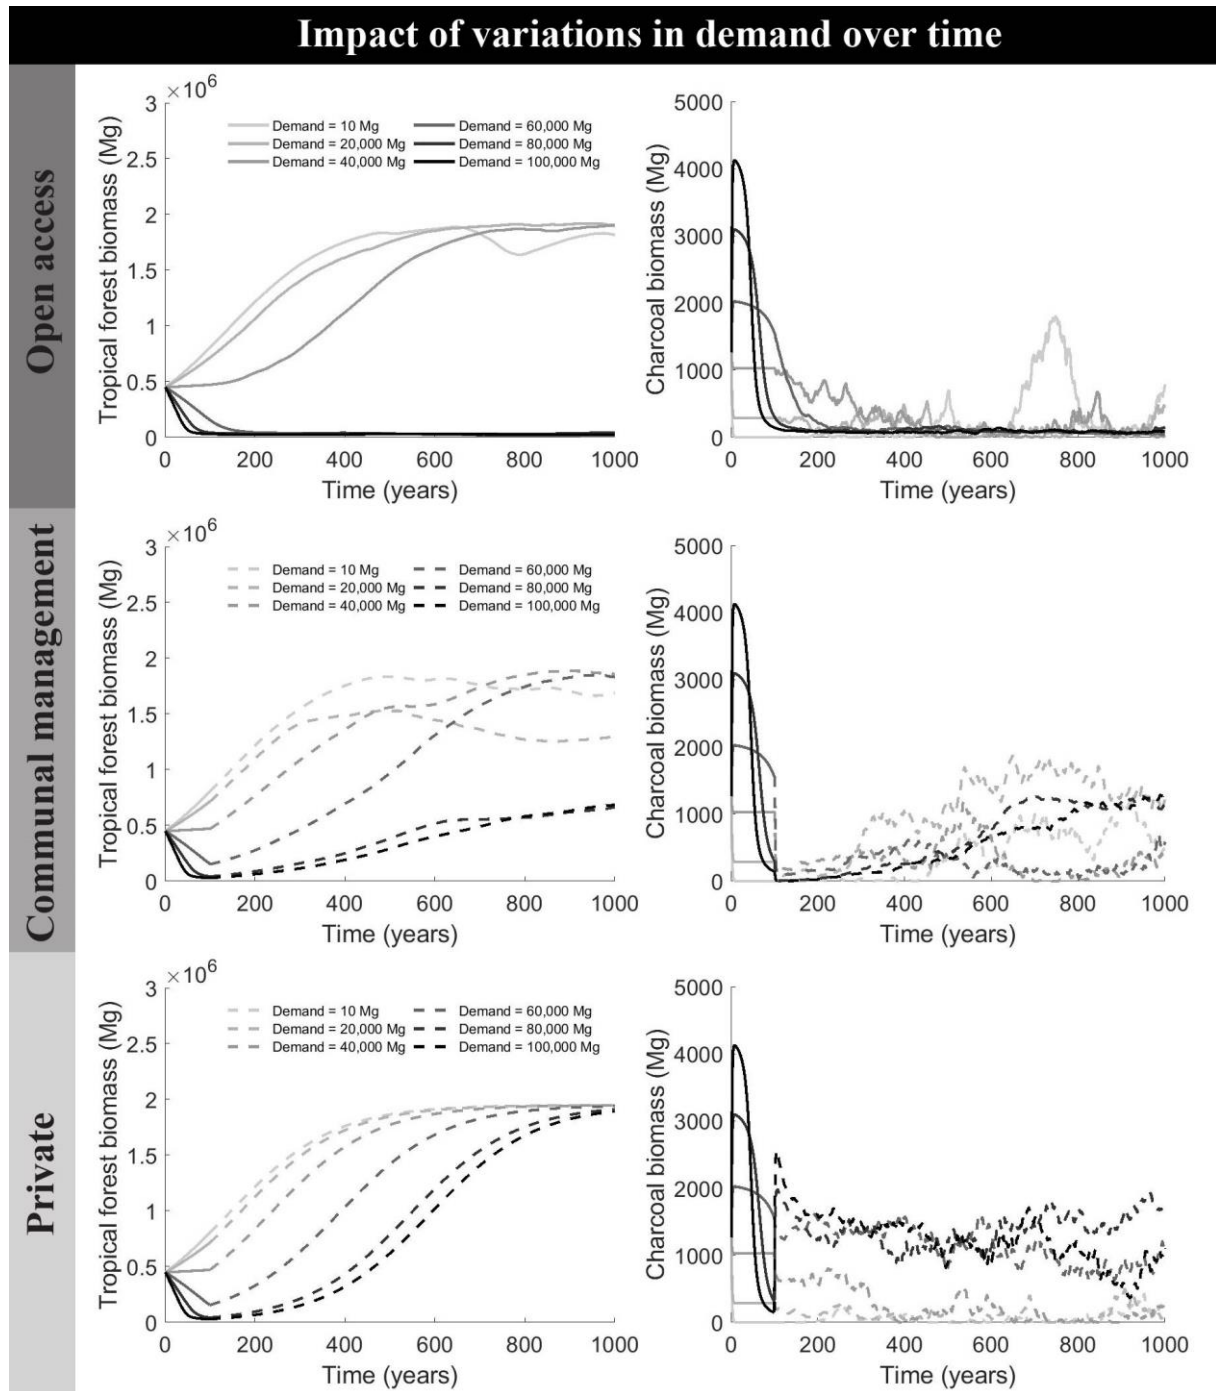 Impact of variations in demand over time
Open access
×10⁶
Tropical forest biomass (Mg)
3
2.5
2
1.5
1
0.5
0
Demand = 10 Mg
Demand = 20,000 Mg
Demand = 40,000 Mg
Demand = 60,000 Mg
Demand = 80,000 Mg
Demand = 100,000 Mg
0 200 400 600 800 1000
Time (years)
Charcoal biomass (Mg)
5000
4000
3000
2000
1000
0
0 200 400 600 800 1000
Time (years)
Communal management
×10⁶
Tropical forest biomass (Mg)
3
2.5
2
1.5
1
0.5
0
Demand = 10 Mg
Demand = 20,000 Mg
Demand = 40,000 Mg
Demand = 60,000 Mg
Demand = 80,000 Mg
Demand = 100,000 Mg
0 200 400 600 800 1000
Time (years)
Charcoal biomass (Mg)
5000
4000
3000
2000
1000
0
0 200 400 600 800 1000
Time (years)
Private
×10⁶
Tropical forest biomass (Mg)
3
2.5
2
1.5
1
0.5
0
Demand = 10 Mg
Demand = 20,000 Mg
Demand = 40,000 Mg
Demand = 60,000 Mg
Demand = 80,000 Mg
Demand = 100,000 Mg
0 200 400 600 800 1000
Time (years)
Charcoal biomass (Mg)
5000
4000
3000
2000
1000
0
0 200 400 600 800 1000
Time (years)